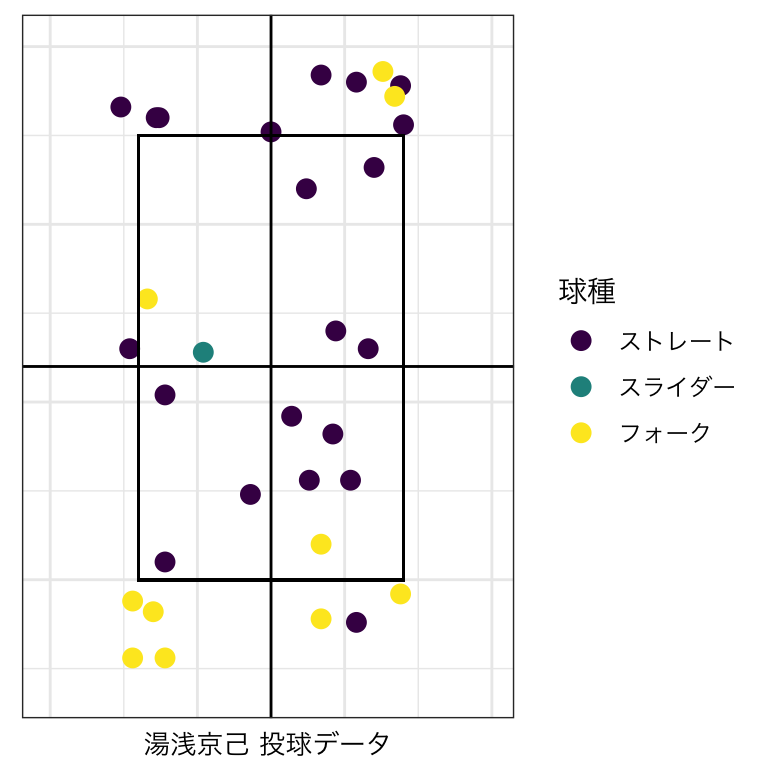 球種
ストレート
スライダー
フォーク
湯浅京己 投球データ